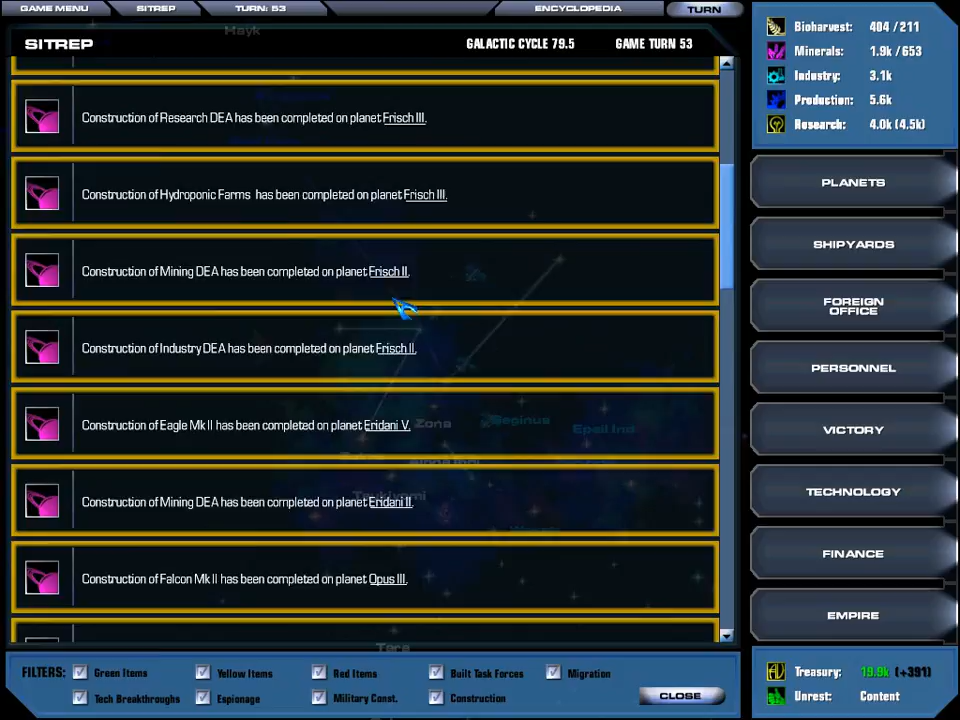 GAME MENU
SITREP
TURN: 53
ENCYCLOPEDIA
TURN
Hayk
SITREP
GALACTIC CYCLE 79.5
GAME TURN 53
Construction of Research DEA has been completed on planet Frisch III.
Construction of Hydroponic Farms has been completed on planet Frisch III.
Construction of Mining DEA has been completed on planet Frisch II.
Construction of Industry DEA has been completed on planet Frisch II.
Construction of Eagle Mk II has been completed on planet Eridani V.
Zona
Epsil Ind
Construction of Mining DEA has been completed on planet Eridani II.
Construction of Falcon Mk II has been completed on planet Opus III.
Tere
FILTERS:
Green Items
Yellow Items
Red Items
Built Task Forces
Migration
Tech Breakthroughs
Espionage
Military Const.
Construction
CLOSE
Bioharvest: 404 / 211
Minerals: 1.9k / 653
Industry: 3.1k
Production: 5.6k
Research: 4.0k (4.5k)
PLANETS
SHIPYARDS
FOREIGN
OFFICE
PERSONNEL
VICTORY
TECHNOLOGY
FINANCE
EMPIRE
Treasury: 19.9k (+391)
Unrest: Content